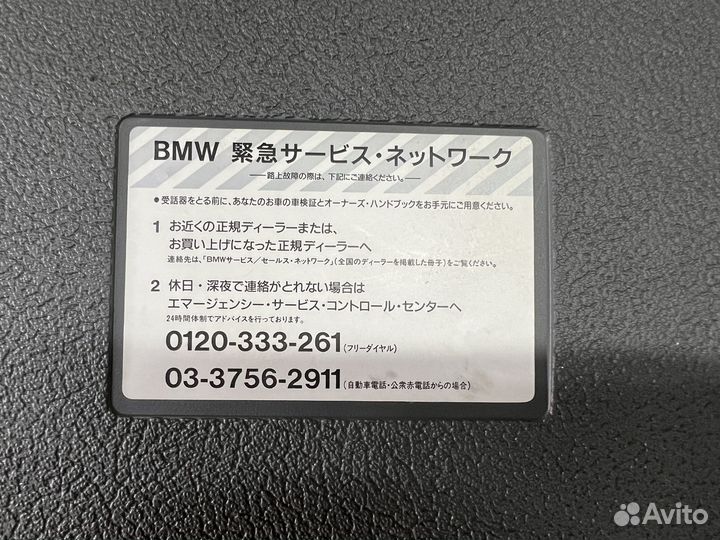 BMW 緊急サービス・ネットワーク
——路上故障の際は、下記にご連絡ください。——
● 受話器をとる前に、あなたのお車の車検証とオーナーズ・ハンドブックをお手元にご用意ください。
1 お近くの正規ディーラーまたは、
お買い上げになった正規ディーラーへ
連絡先は、「BMWサービス/セールス・ネットワーク」(全国のディーラーを掲載した冊子)をご覧ください。
2 休日・深夜で連絡がとれない場合は
エマージェンシー・サービス・コントロール・センターへ
24時間体制でアドバイスを行っております。
0120-333-261(フリーダイヤル)
03-3756-2911(自動車電話・公衆赤電話からの場合)
Avito